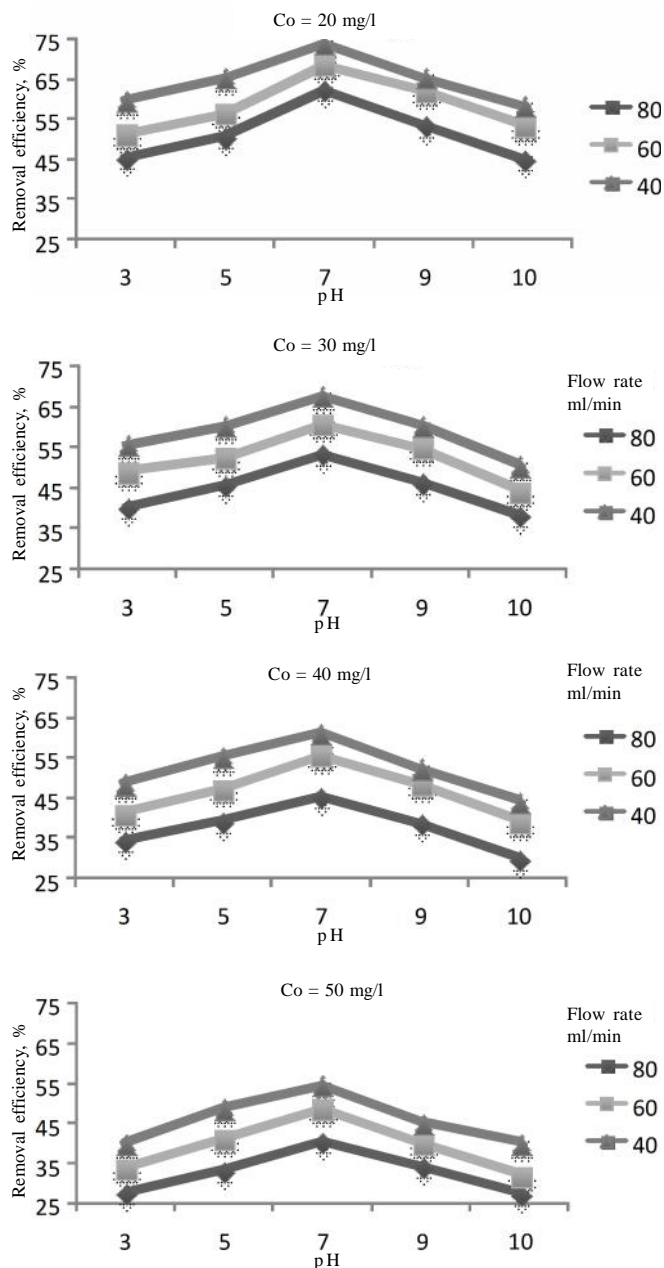 Co = 20 mg/l
Removal efficiency, %
75
65
55
45
35
25
3 5 7 9 10
pH
80
60
40
Co = 30 mg/l
Removal efficiency, %
75
65
55
45
35
25
3 5 7 9 10
pH
Flow rate
ml/min
80
60
40
Co = 40 mg/l
Removal efficiency, %
75
65
55
45
35
25
3 5 7 9 10
pH
Flow rate
ml/min
80
60
40
Co = 50 mg/l
Removal efficiency, %
75
65
55
45
35
25
3 5 7 9 10
pH
Flow rate
ml/min
80
60
40